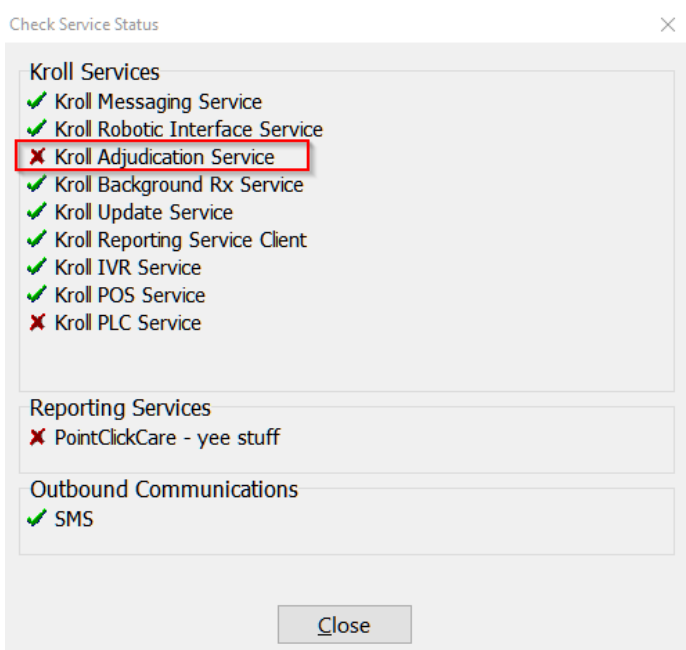 Check Service Status
Kroll Services
Kroll Messaging Service
Kroll Robotic Interface Service
Kroll Adjudication Service
Kroll Background Rx Service
Kroll Update Service
Kroll Reporting Service Client
Kroll IVR Service
Kroll POS Service
Kroll PLC Service
Reporting Services
PointClickCare - yee stuff
Outbound Communications
SMS
Close